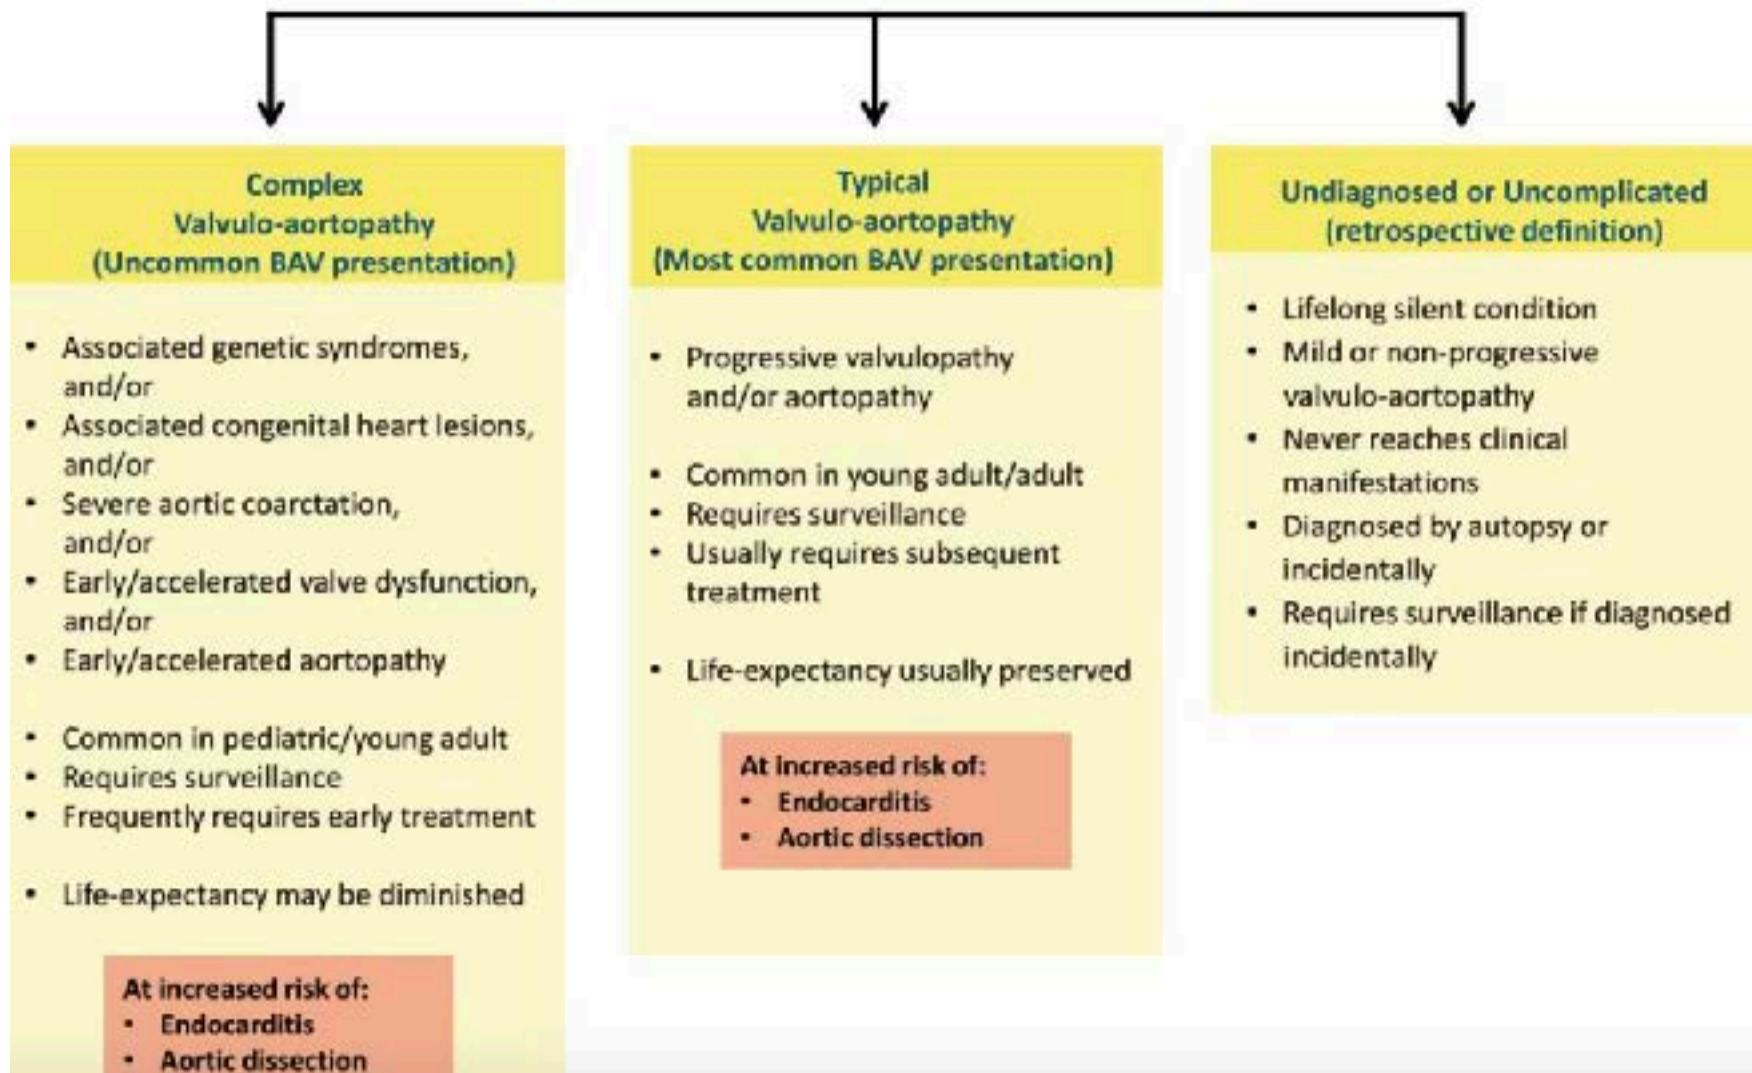 Complex
Valvulo-aortopathy
(Uncommon BAV presentation)
• Associated genetic syndromes,
and/or
• Associated congenital heart lesions,
and/or
• Severe aortic coarctation,
and/or
• Early/accelerated valve dysfunction,
and/or
• Early/accelerated aortopathy
• Common in pediatric/young adult
• Requires surveillance
• Frequently requires early treatment
• Life-expectancy may be diminished
At increased risk of:
• Endocarditis
• Aortic dissection
Typical
Valvulo-aortopathy
(Most common BAV presentation)
• Progressive valvulopathy
and/or aortopathy
• Common in young adult/adult
• Requires surveillance
• Usually requires subsequent
treatment
• Life-expectancy usually preserved
At increased risk of:
• Endocarditis
• Aortic dissection
Undiagnosed or Uncomplicated
(retrospective definition)
• Lifelong silent condition
• Mild or non-progressive
valvulo-aortopathy
• Never reaches clinical
manifestations
• Diagnosed by autopsy or
incidentally
• Requires surveillance if diagnosed
incidentally